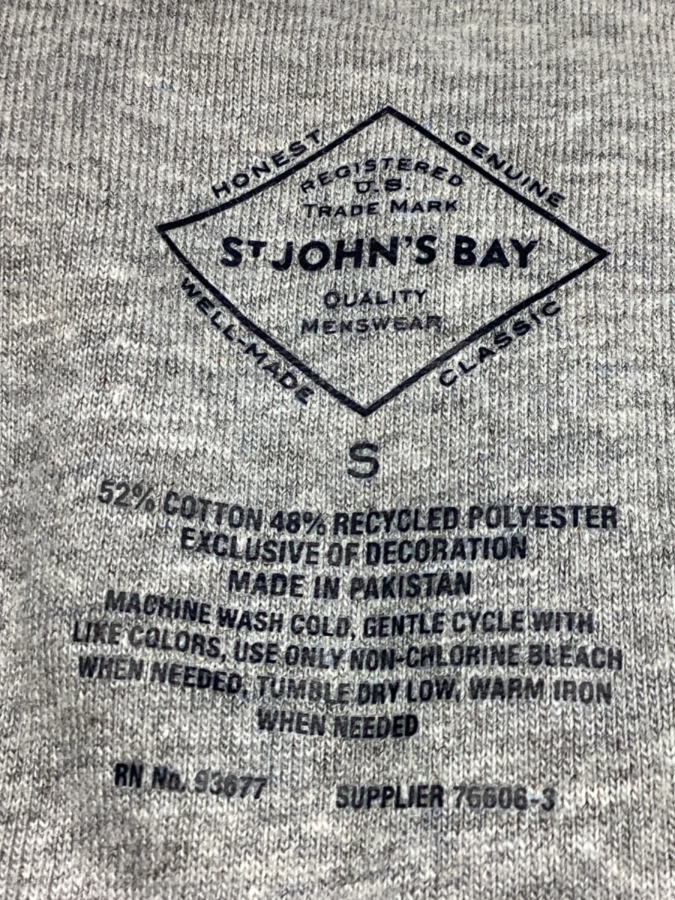 HONEST
GENUINE
REGISTERED
U.S.
TRADE MARK
ST JOHN'S BAY
QUALITY
MENSWEAR
WELL-MADE
CLASSIC
S
52% COTTON 48% RECYCLED POLYESTER
EXCLUSIVE OF DECORATION
MADE IN PAKISTAN
MACHINE WASH COLD, GENTLE CYCLE WITH
LIKE COLORS, USE ONLY NON-CHLORINE BLEACH
WHEN NEEDED, TUMBLE DRY LOW, WARM IRON
WHEN NEEDED
RN No. 93677 SUPPLIER 76606-3